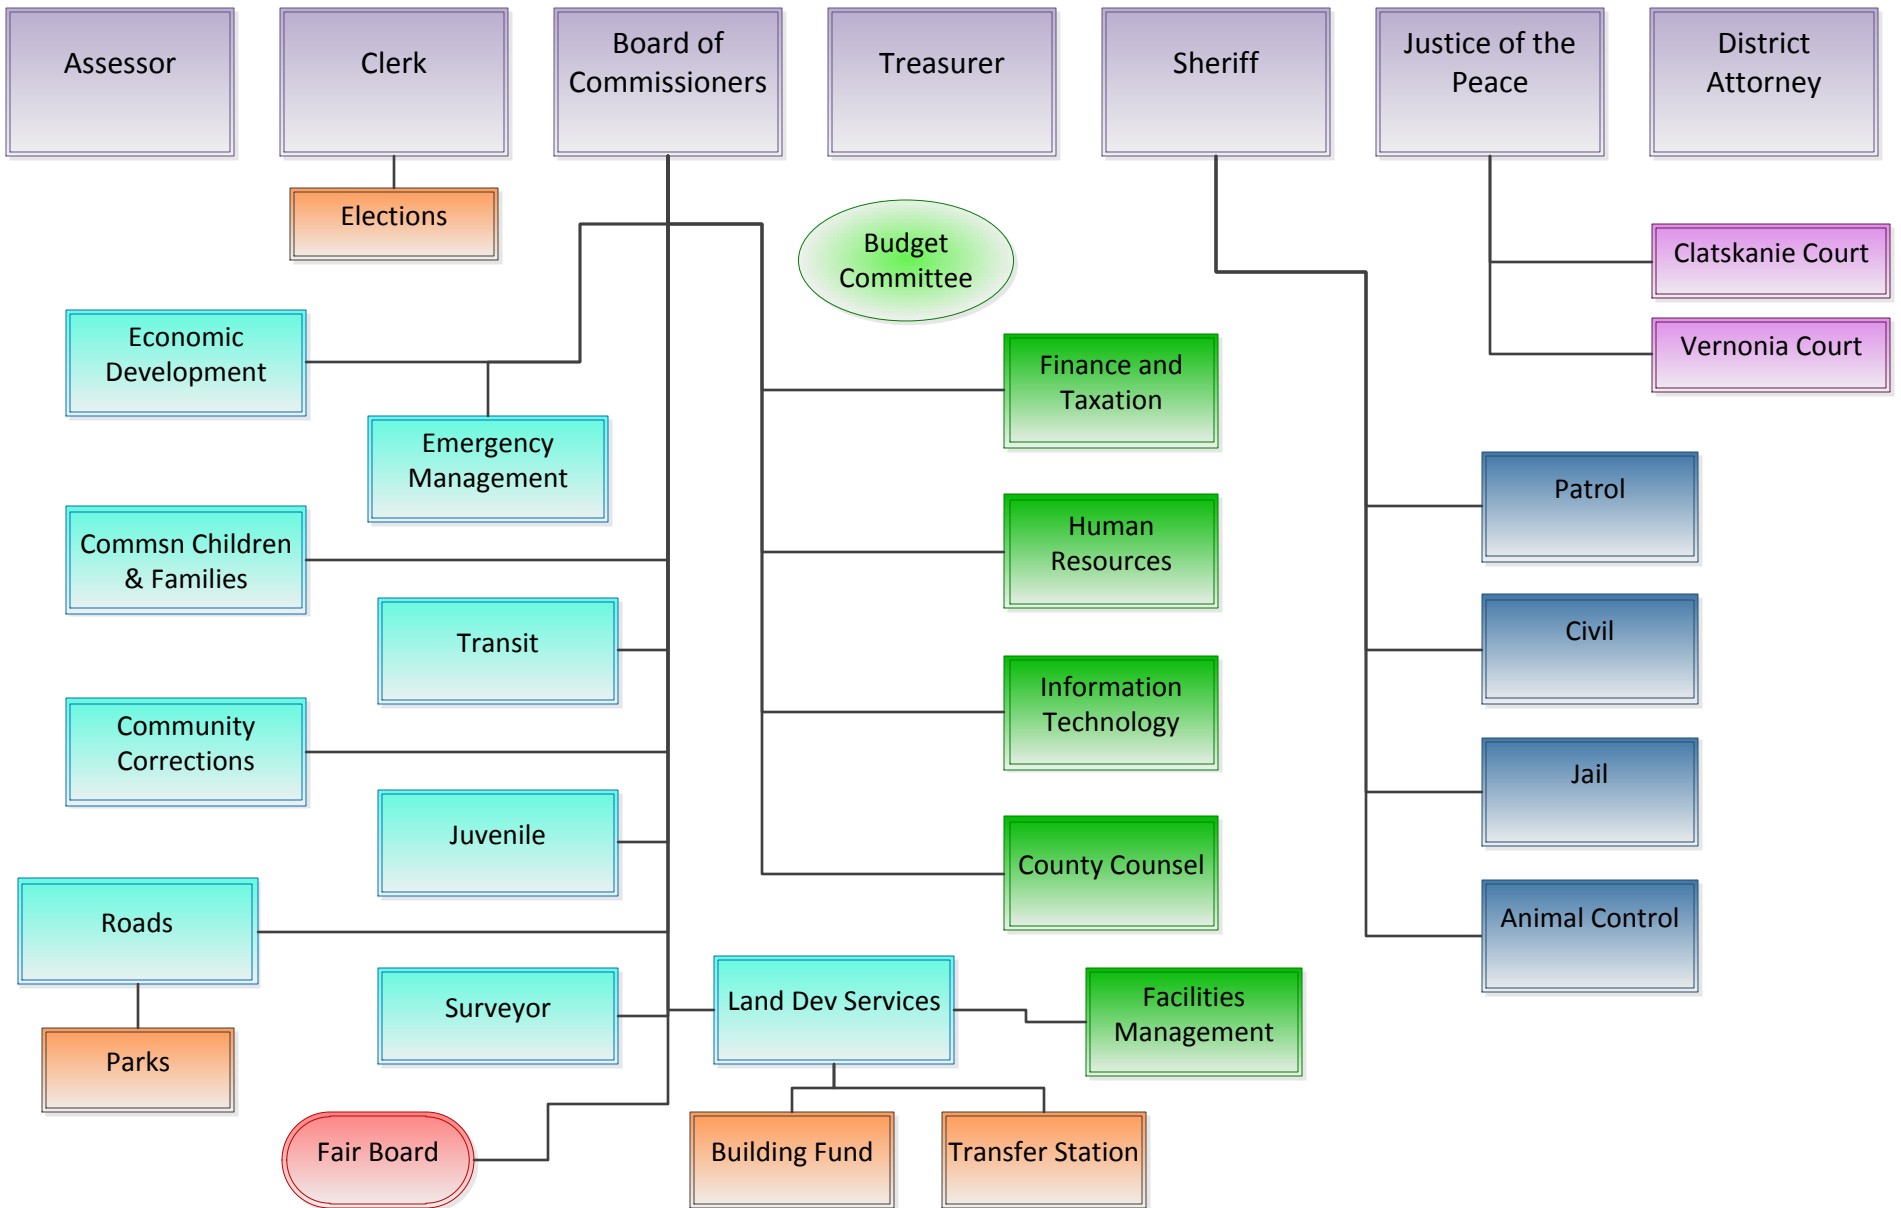 Assessor
Clerk
Board of
Commissioners
Treasurer
Sheriff
Justice of the
Peace
District
Attorney
Elections
Budget
Committee
Clatskanie Court
Vernonia Court
Economic
Development
Finance and
Taxation
Emergency
Management
Patrol
Commsn Children
& Families
Human
Resources
Transit
Civil
Community
Corrections
Information
Technology
Jail
Juvenile
County Counsel
Roads
Animal Control
Surveyor
Land Dev Services
Facilities
Management
Parks
Fair Board
Building Fund
Transfer Station